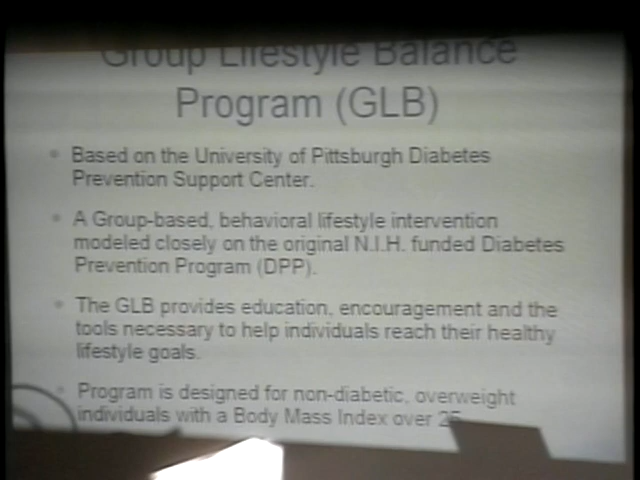 Group Lifestyle Balance
Program (GLB)
• Based on the University of Pittsburgh Diabetes
Prevention Support Center.
• A Group-based, behavioral lifestyle intervention
modeled closely on the original N.I.H. funded Diabetes
Prevention Program (DPP).
• The GLB provides education, encouragement and the
tools necessary to help individuals reach their healthy
lifestyle goals.
• Program is designed for non-diabetic, overweight
individuals with a Body Mass Index over